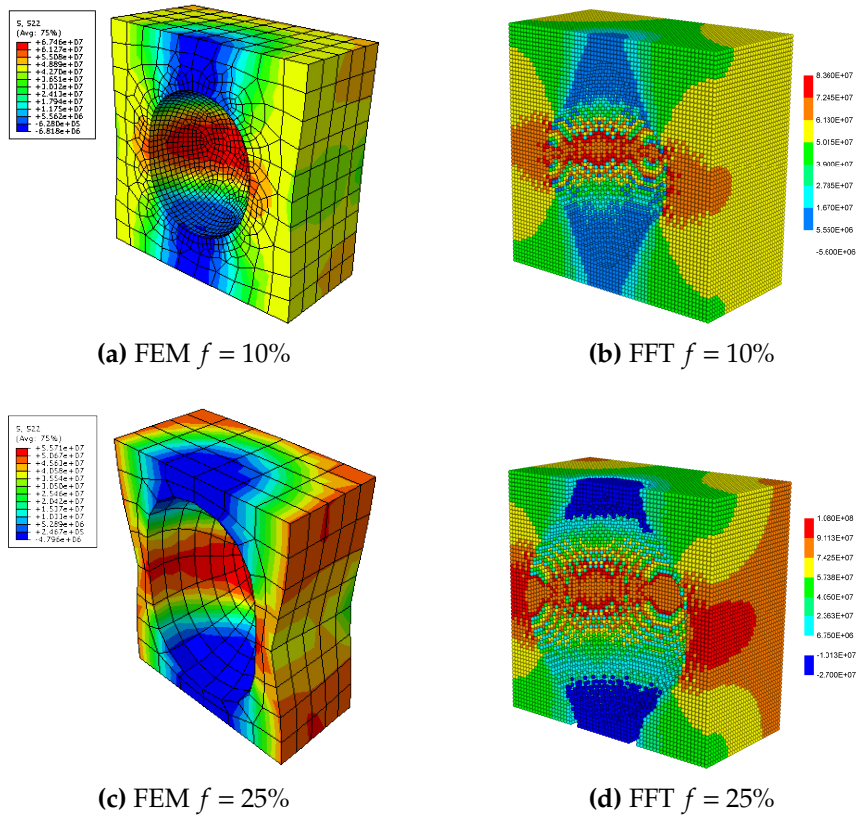 S, S22
(Avg: 75%)
+6.746e+07
+6.127e+07
+5.508e+07
+4.889e+07
+4.270e+07
+3.651e+07
+3.032e+07
+2.413e+07
+1.794e+07
+1.175e+07
+5.562e+06
-6.280e+05
-6.818e+06
8.360E+07
7.245E+07
6.130E+07
5.015E+07
3.900E+07
2.785E+07
1.670E+07
5.550E+06
-5.600E+06
(a) FEM f = 10%
(b) FFT f = 10%
S, S22
(Avg: 75%)
+5.571e+07
+5.067e+07
+4.563e+07
+4.058e+07
+3.554e+07
+3.050e+07
+2.546e+07
+2.042e+07
+1.537e+07
+1.033e+07
+5.289e+06
+2.467e+05
-4.796e+06
1.080E+08
9.113E+07
7.425E+07
5.138E+07
4.050E+07
2.363E+07
6.750E+06
-1.013E+07
-2.700E+07
(c) FEM f = 25%
(d) FFT f = 25%